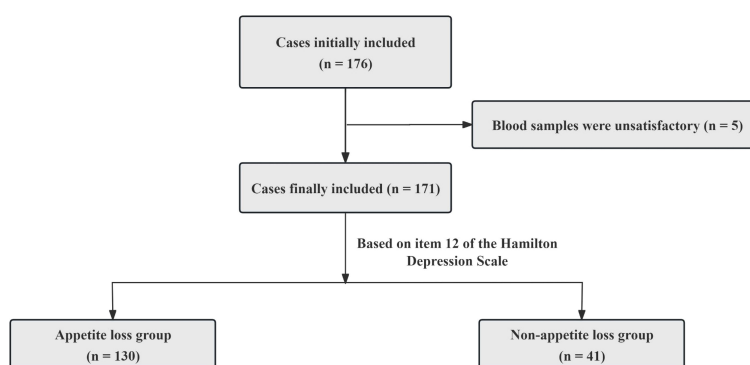 Cases initially included
(n = 176)
Blood samples were unsatisfactory (n = 5)
Cases finally included (n = 171)
Based on item 12 of the Hamilton
Depression Scale
Appetite loss group
(n = 130)
Non-appetite loss group
(n = 41)